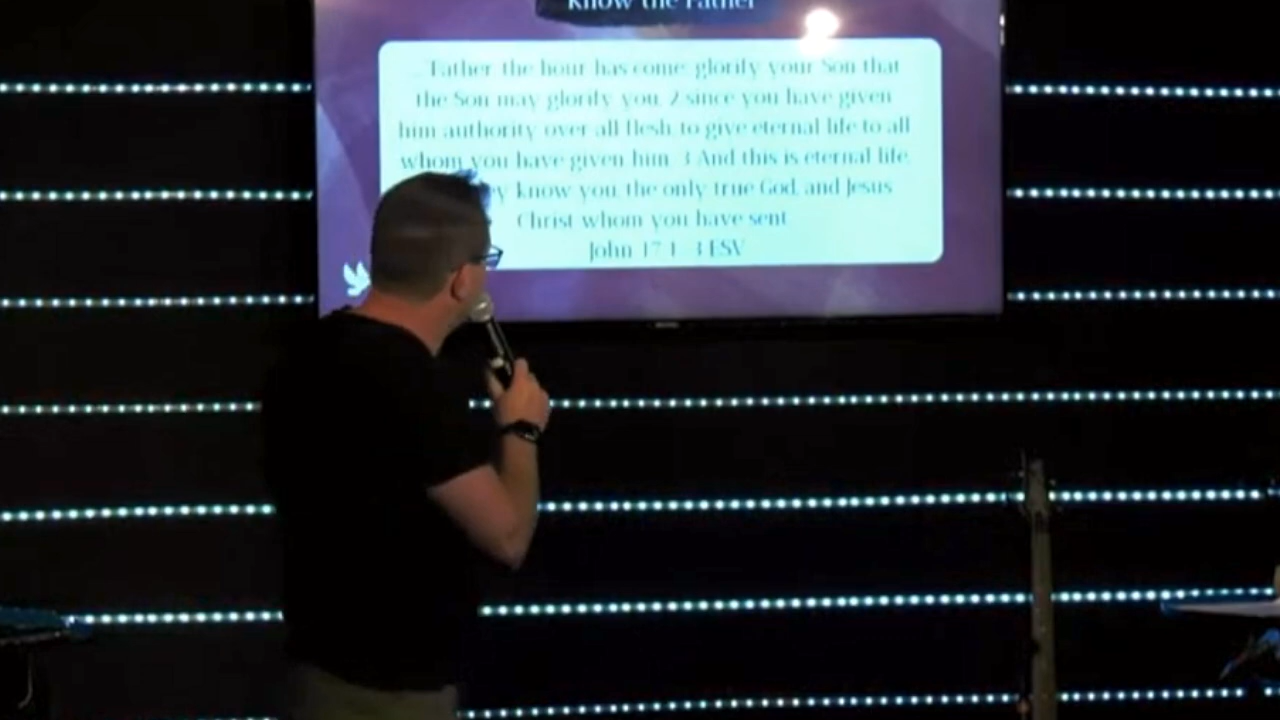 Know the Father
"Father, the hour has come; glorify your Son that
the Son may glorify you, 2 since you have given
him authority over all flesh, to give eternal life to all
whom you have given him. 3 And this is eternal life,
y know you, the only true God, and Jesus
Christ whom you have sent
John 17:1-3 ESV